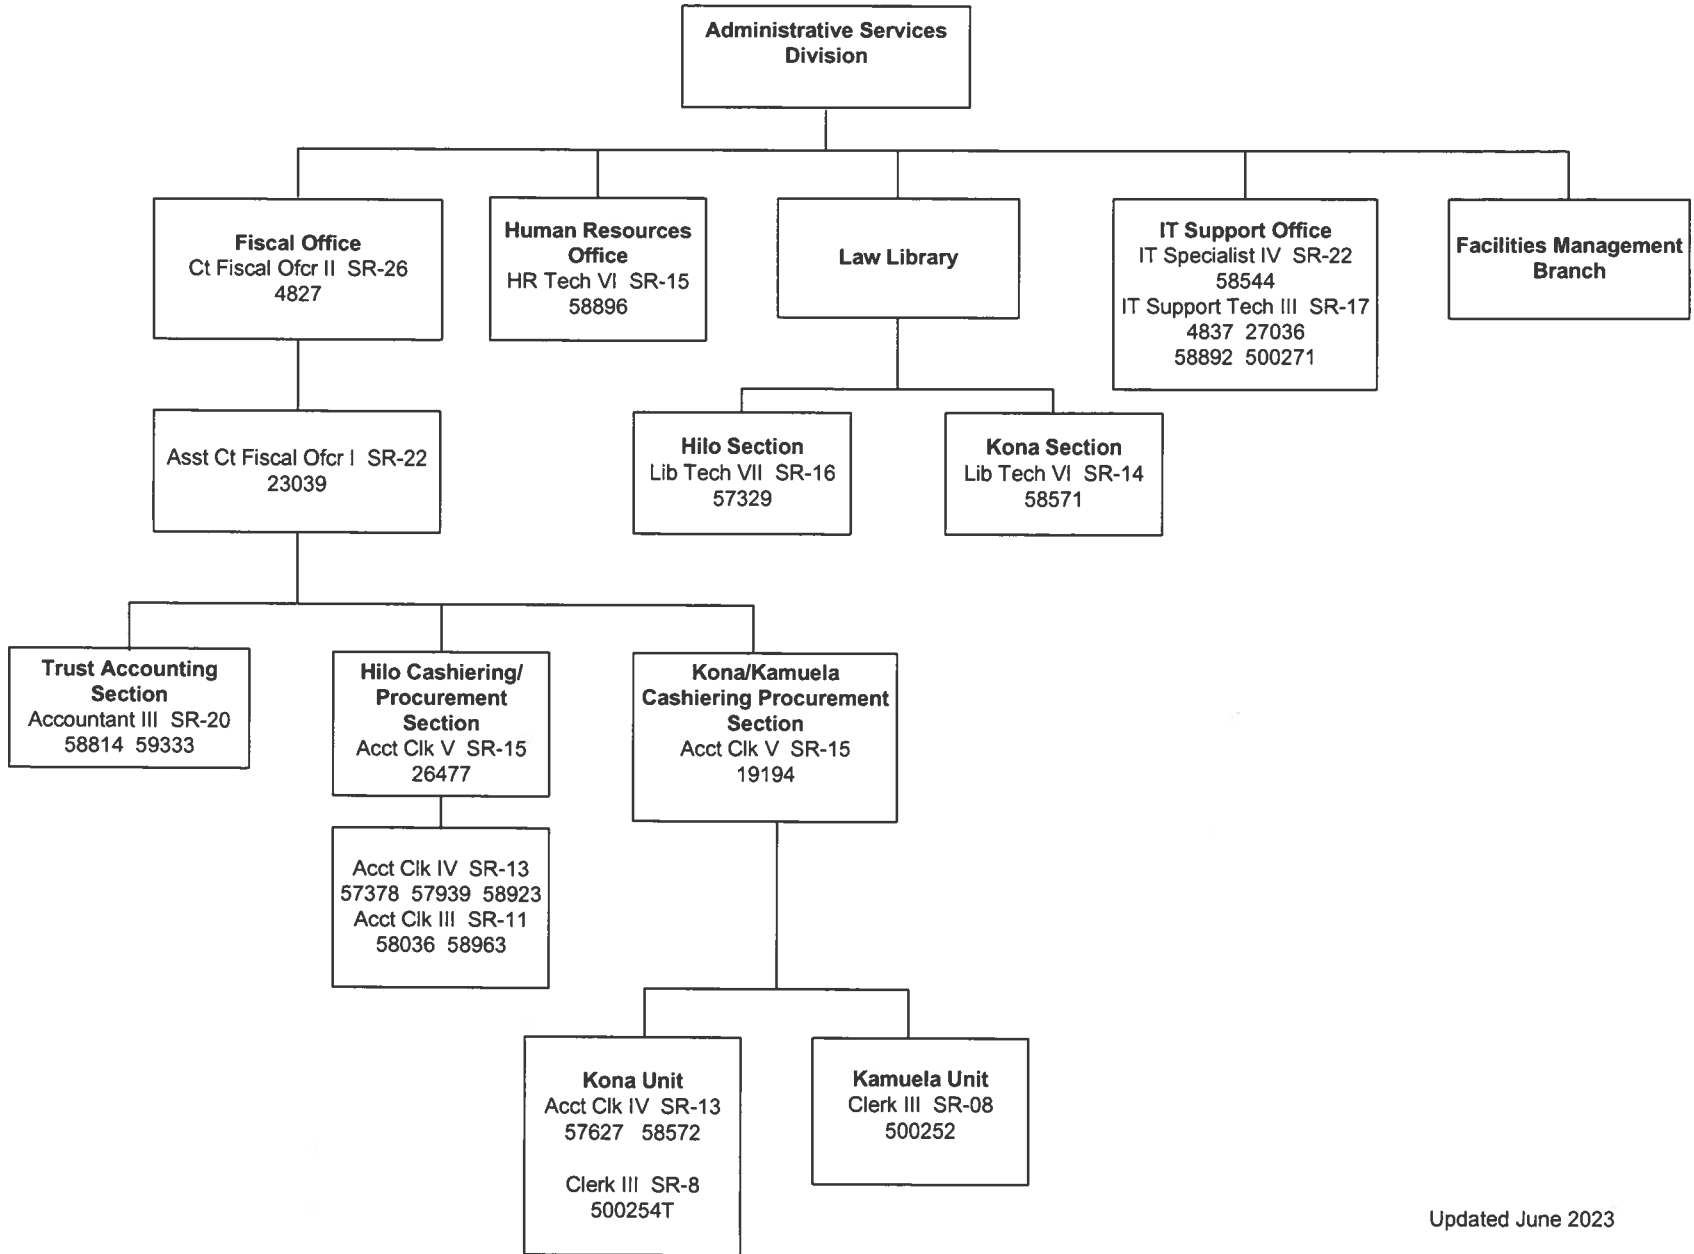 Administrative Services
Division
Fiscal Office
Ct Fiscal Ofcr II SR-26
4827
Human Resources
Office
HR Tech VI SR-15
58896
Law Library
IT Support Office
IT Specialist IV SR-22
58544
IT Support Tech III SR-17
4837 27036
58892 500271
Facilities Management
Branch
Asst Ct Fiscal Ofcr I SR-22
23039
Hilo Section
Lib Tech VII SR-16
57329
Kona Section
Lib Tech VI SR-14
58571
Trust Accounting
Section
Accountant III SR-20
58814 59333
Hilo Cashiering/
Procurement
Section
Acct Clk V SR-15
26477
Kona/Kamuela
Cashiering Procurement
Section
Acct Clk V SR-15
19194
Acct Clk IV SR-13
57378 57939 58923
Acct Clk III SR-11
58036 58963
Kona Unit
Acct Clk IV SR-13
57627 58572
Clerk III SR-8
500254T
Kamuela Unit
Clerk III SR-08
500252
Updated June 2023